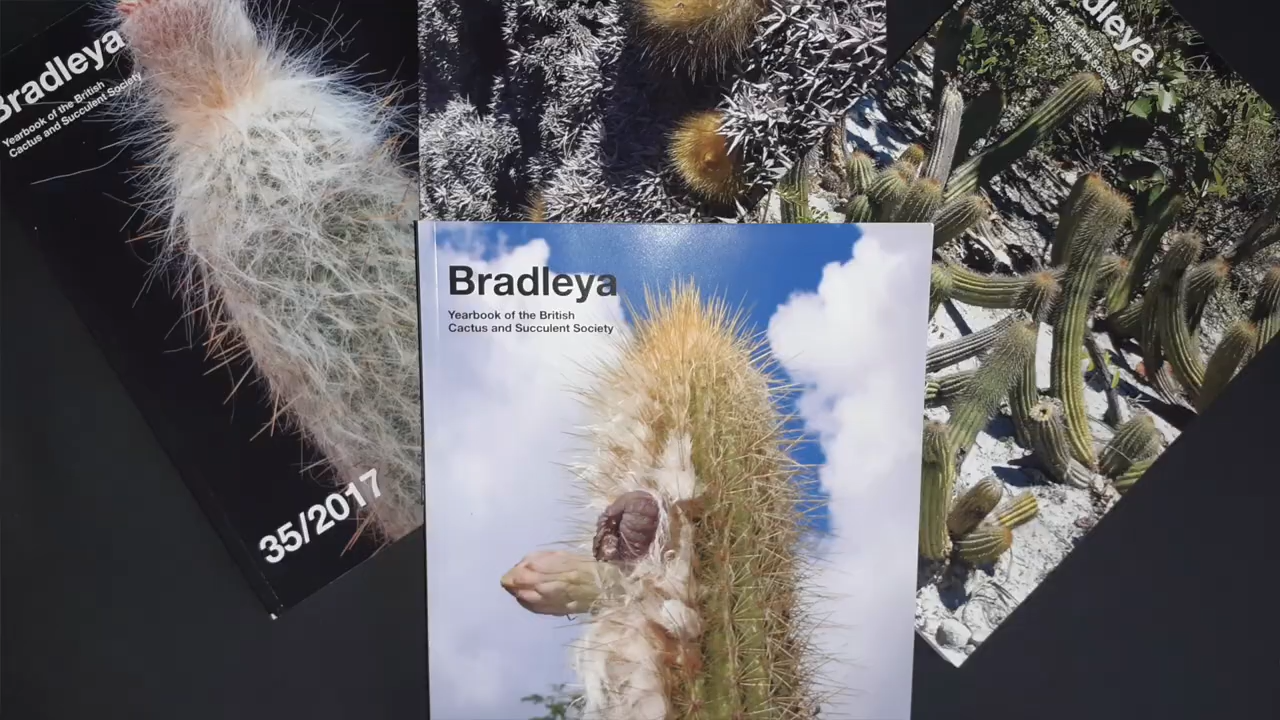 Bradleya
Yearbook of the British
Cactus and Succulent Society
35/2017
Bradleya
Yearbook of the British
Cactus and Succulent Society
dleya